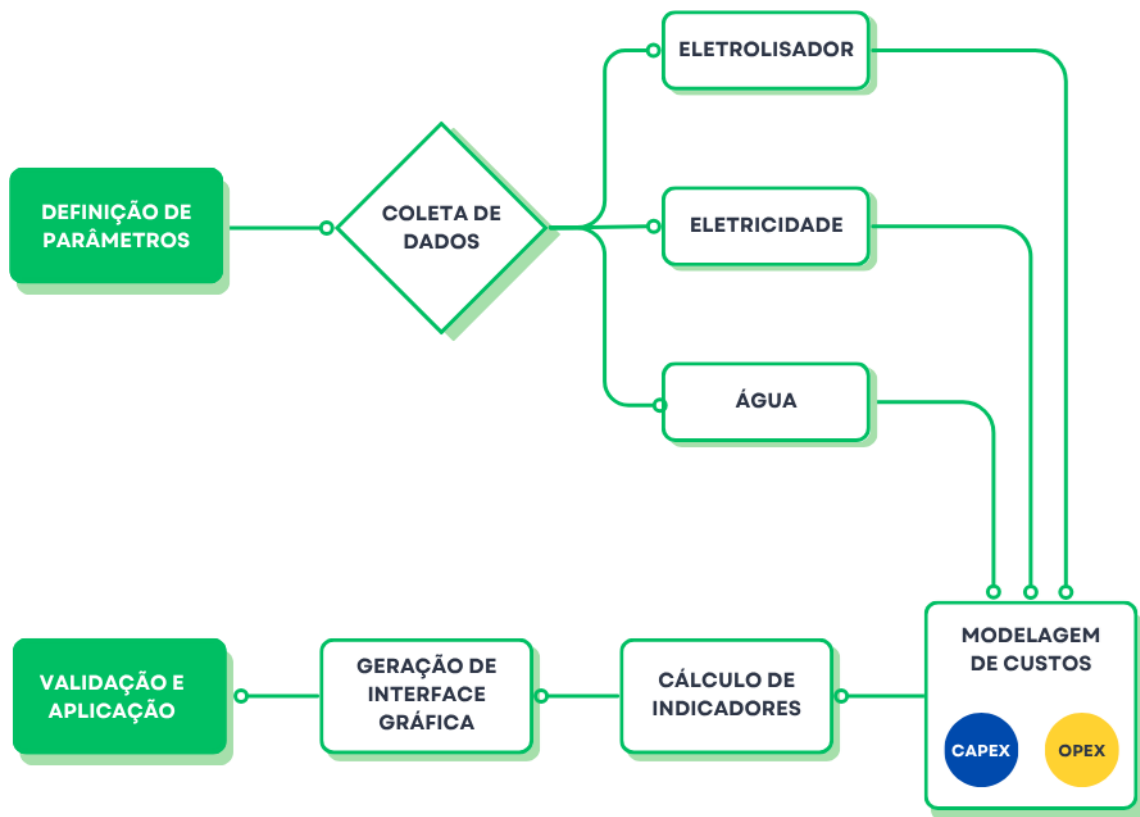 DEFINIÇÃO DE
PARÂMETROS
COLETA DE
DADOS
ELETROLISADOR
ELETRICIDADE
ÁGUA
MODELAGEM
DE CUSTOS
CAPEX
OPEX
CÁLCULO DE
INDICADORES
GERAÇÃO DE
INTERFACE
GRÁFICA
VALIDAÇÃO E
APLICAÇÃO